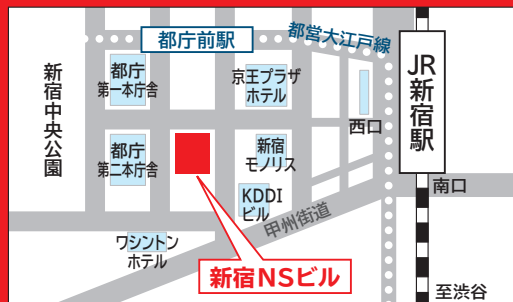 都営大江戸線
都庁前駅
JR新宿駅
新宿中央公園
都庁
第一本庁舎
京王プラザ
ホテル
西口
都庁
第二本庁舎
新宿
モノリス
南口
KDDI
ビル
甲州街道
ワシントン
ホテル
新宿NSビル
至渋谷